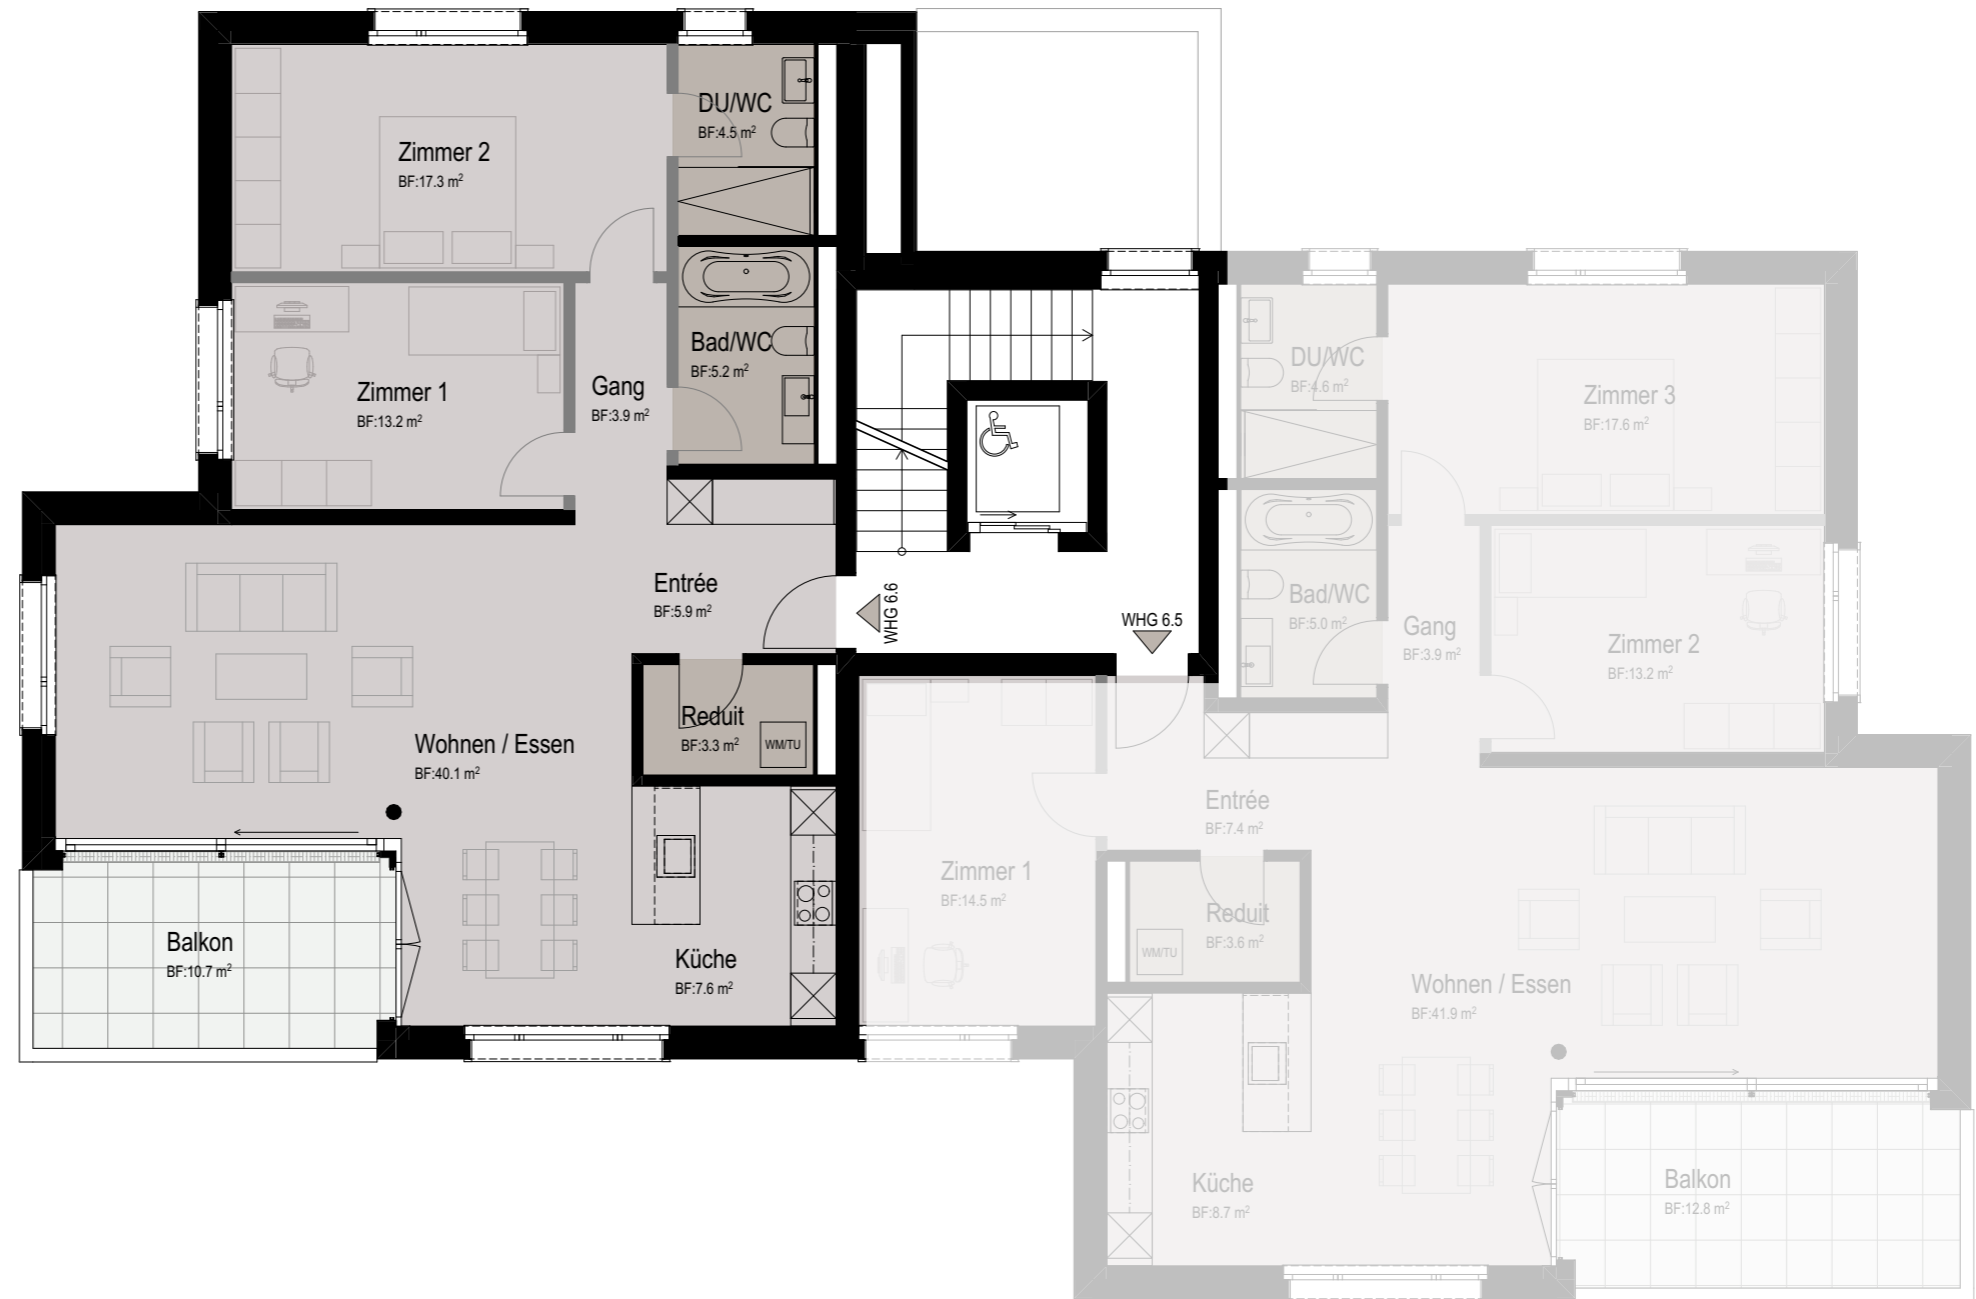 Zimmer 2
BF:17.3 m²
DU/WC
BF:4.5 m²
Zimmer 1
BF:13.2 m²
Gang
BF:3.9 m²
Bad/WC
BF:5.2 m²
Entrée
BF:5.9 m²
WHG 6.6
WHG 6.5
Reduit
BF:3.3 m²
WM/TU
Wohnen / Essen
BF:40.1 m²
Balkon
BF:10.7 m²
Küche
BF:7.6 m²
DU/WC
BF:4.6 m²
Zimmer 3
BF:17.6 m²
Bad/WC
BF:5.0 m²
Gang
BF:3.9 m²
Zimmer 2
BF:13.2 m²
Entrée
BF:7.4 m²
Zimmer 1
BF:14.5 m²
Reduit
BF:3.6 m²
WM/TU
Wohnen / Essen
BF:41.9 m²
Küche
BF:8.7 m²
Balkon
BF:12.8 m²